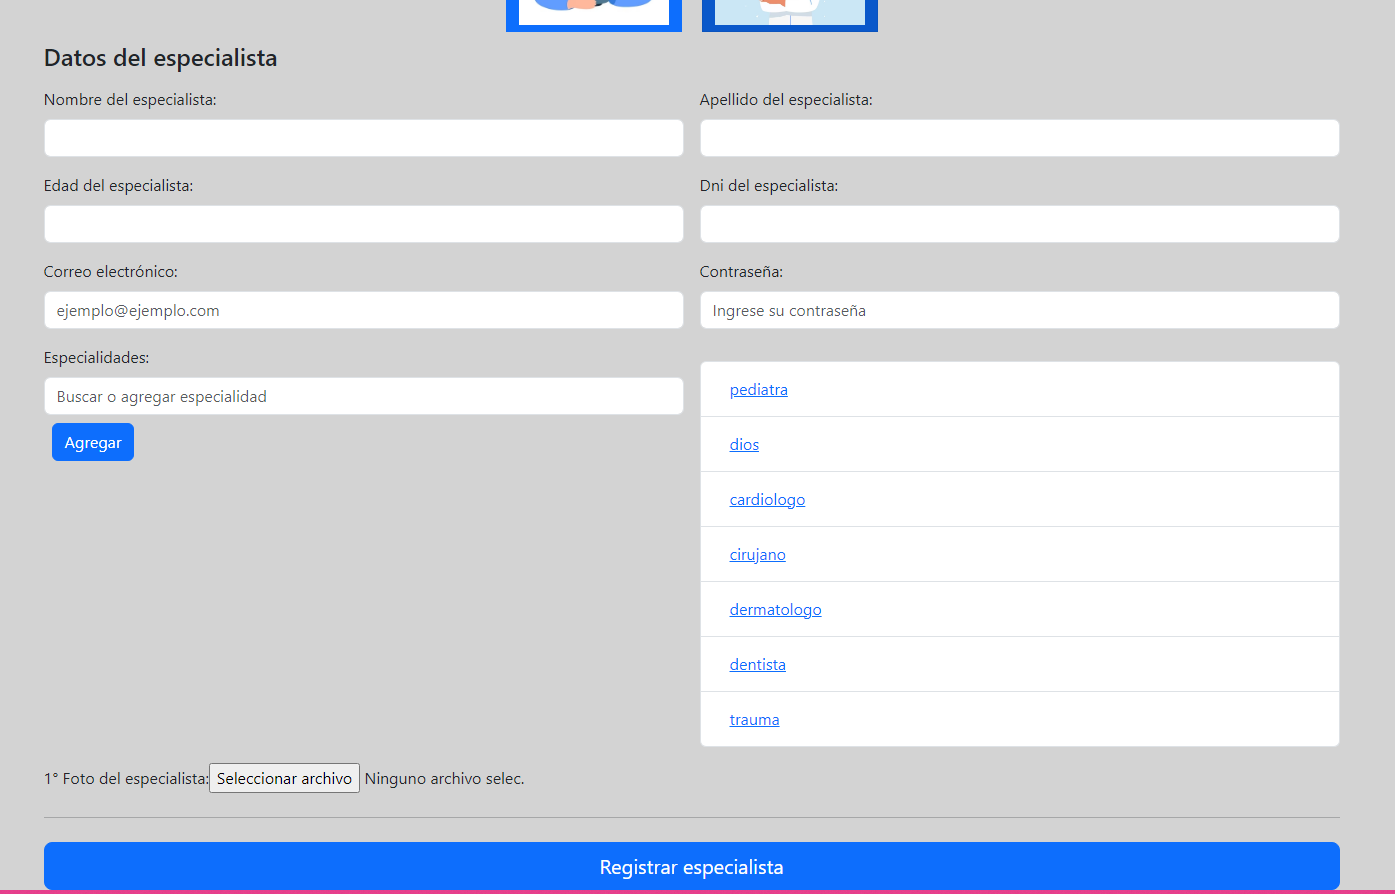 Datos del especialista
Nombre del especialista:
Apellido del especialista:
Edad del especialista:
Dni del especialista:
Correo electrónico:
Contraseña:
ejemplo@ejemplo.com
Ingrese su contraseña
Especialidades:
Buscar o agregar especialidad
Agregar
pediatra
dios
cardiologo
cirujano
dermatologo
dentista
trauma
1° Foto del especialista: Seleccionar archivo Ninguno archivo selec.
Registrar especialista